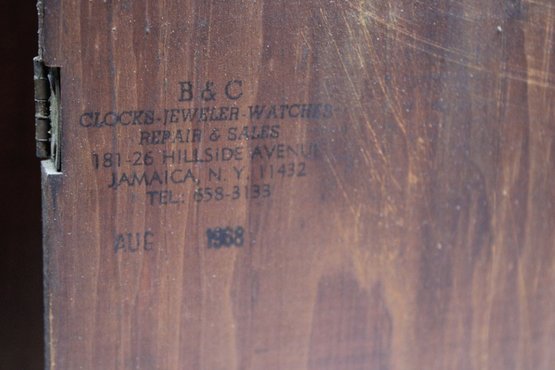 B & C
CLOCKS-JEWELER-WATCHES
REPAIR & SALES
181-26 HILLSIDE AVENUE
JAMAICA, N. Y. 11432
TEL: 658-3133
AUG 1968